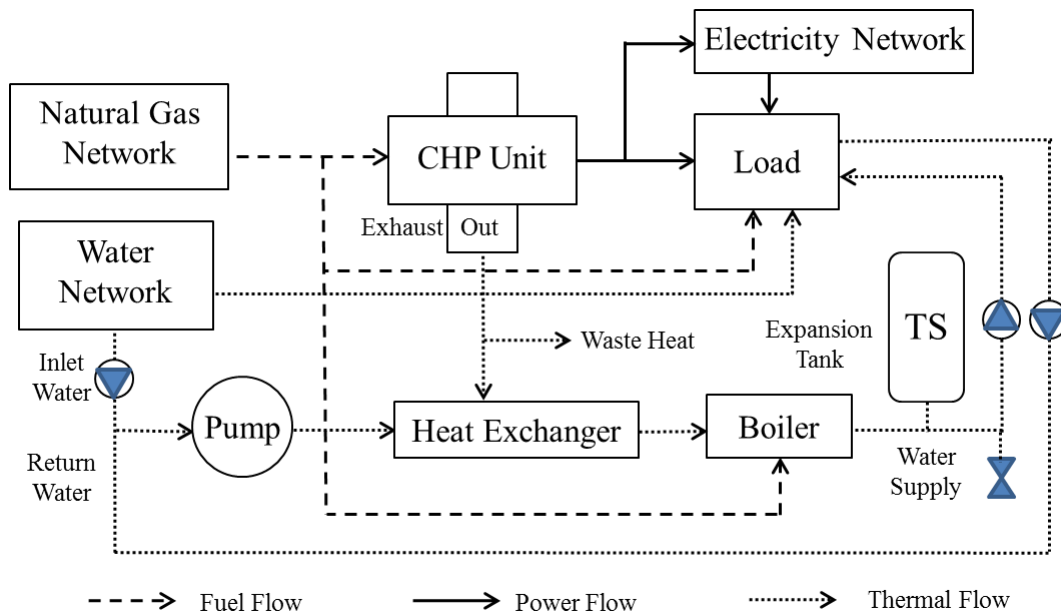 Electricity Network
Natural Gas
Network
CHP Unit
Load
Exhaust
Out
Water
Network
Waste Heat
Expansion
Tank
TS
Inlet
Water
Pump
Heat Exchanger
Boiler
Return
Water
Water
Supply
Fuel Flow
Power Flow
Thermal Flow